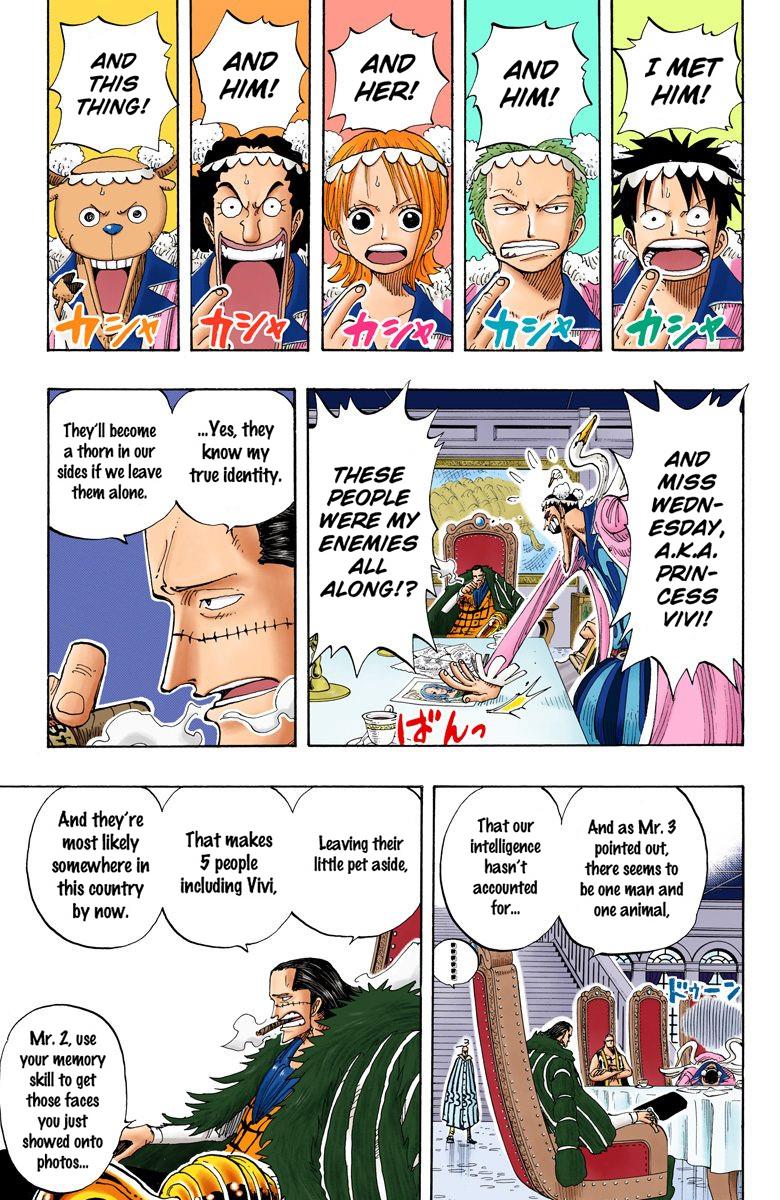 I MET
HIM!
AND
HIM!
AND
HER!
AND
HIM!
AND
THIS
THING!
カシャ
カシャ
カシャ
カシャ
カシャ
AND
MISS
WEDN-
ESDAY,
A.K.A.
PRIN-
CESS
VIVI!
THESE
PEOPLE
WERE MY
ENEMIES
ALL
ALONG!?
ばんっ
...Yes, they
know my
true identity.
They'll become
a thorn in our
sides if we leave
them alone.
And as Mr. 3
pointed out,
there seems to
be one man and
one animal,
That our
intelligence
hasn't
accounted
for...
ドゥーン
Leaving their
little pet aside,
That makes
5 people
including Vivi,
And they're
most likely
somewhere in
this country
by now.
Mr. 2, use
your memory
skill to get
those faces
you just
showed onto
photos...